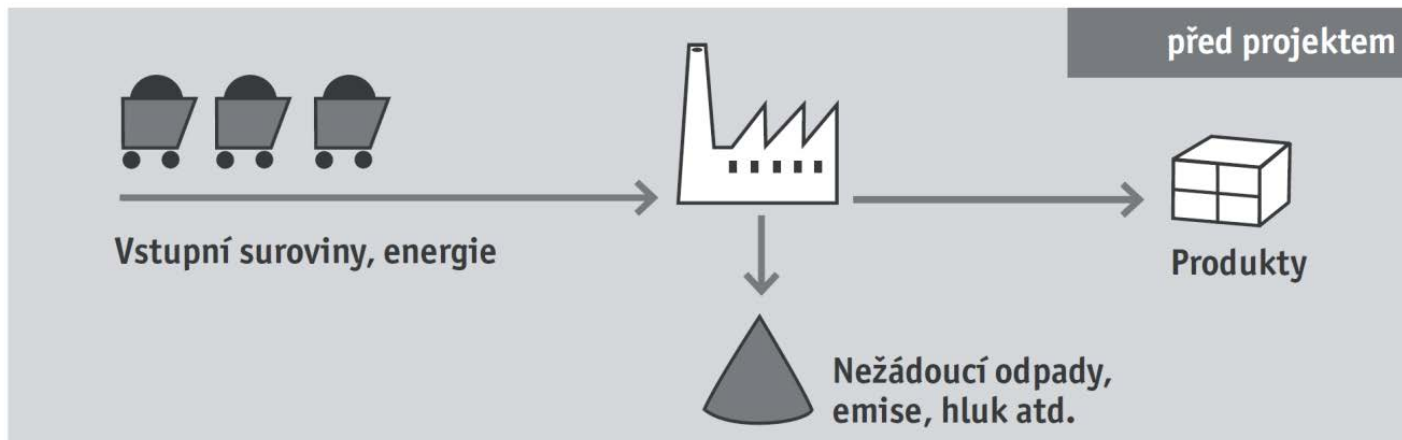 před projektem
Vstupní suroviny, energie
Produkty
Nežádoucí odpady,
emise, hluk atd.